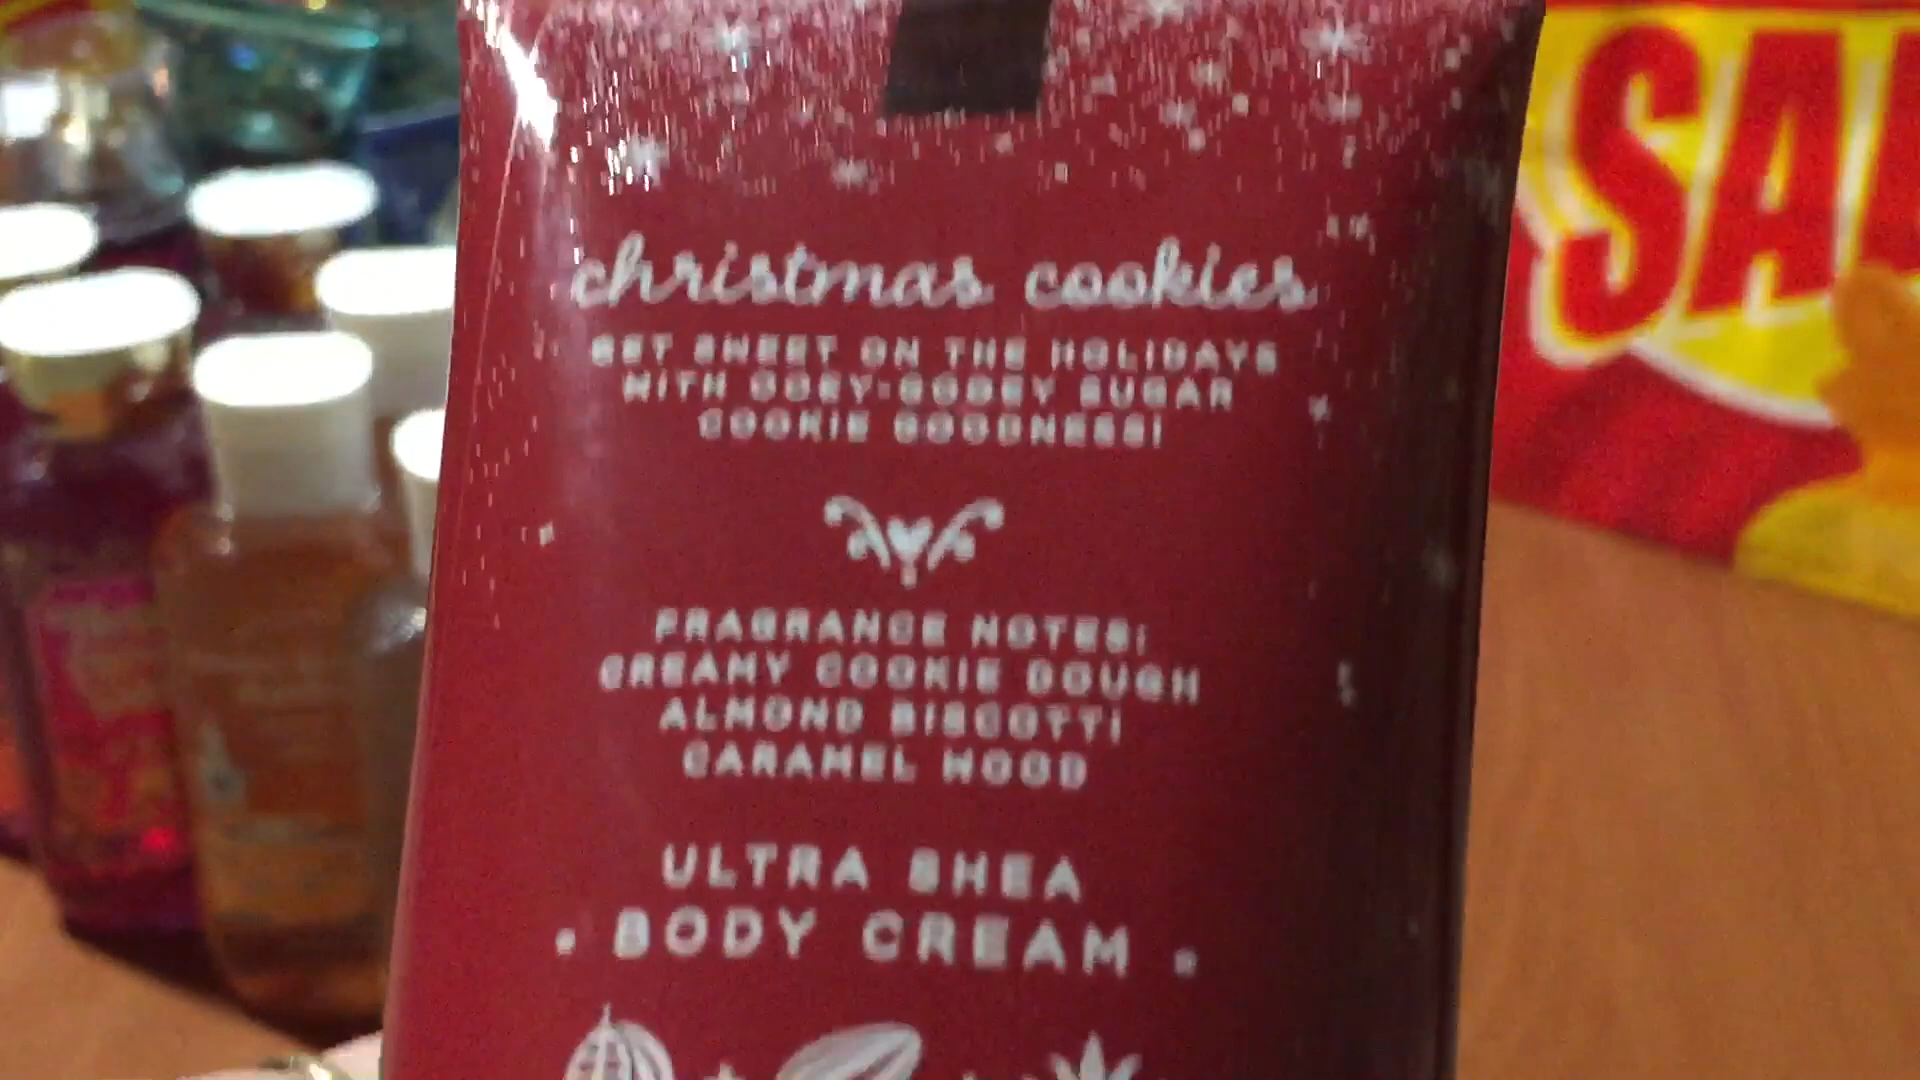 christmas cookies
GET SWEET ON THE HOLIDAYS
WITH OOEY-GOOEY SUGAR
COOKIE GOODNESS!
FRAGRANCE NOTES:
CREAMY COOKIE DOUGH
ALMOND BISCOTTI
CARAMEL WOOD
ULTRA SHEA
• BODY CREAM •
SA